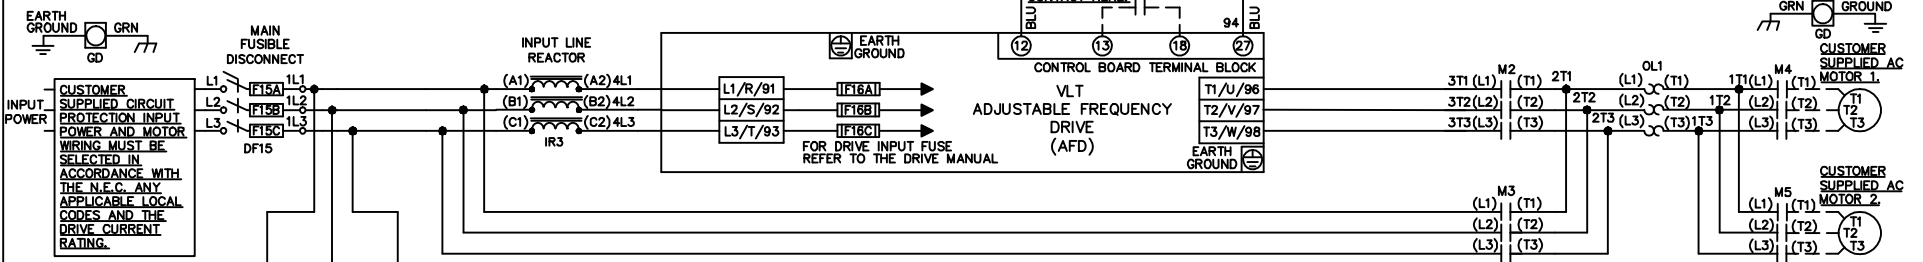 EARTH
GROUND
GRN
GD
MAIN
FUSIBLE
DISCONNECT
INPUT LINE
REACTOR
EARTH
GROUND
BLU
94
BLU
12
13
18
27
CONTROL BOARD TERMINAL BLOCK
GRN
GROUND
GD
INPUT
POWER
CUSTOMER
SUPPLIED CIRCUIT
PROTECTION INPUT
POWER AND MOTOR
WIRING MUST BE
SELECTED IN
ACCORDANCE WITH
THE N.E.C. ANY
APPLICABLE LOCAL
CODES AND THE
DRIVE CURRENT
RATING.
L1
F15A
1L1
L2
F15B
1L2
L3
F15C
1L3
DF15
(A1)
(A2)
4L1
(B1)
(B2)
4L2
(C1)
(C2)
4L3
IR3
L1/R/91
L2/S/92
L3/T/93
F16A
F16B
F16C
FOR DRIVE INPUT FUSE
REFER TO THE DRIVE MANUAL
VLT
ADJUSTABLE FREQUENCY
DRIVE
(AFD)
T1/U/96
T2/V/97
T3/W/98
EARTH
GROUND
M2
3T1 (L1) (T1)
3T2 (L2) (T2)
3T3 (L3) (T3)
2T1
2T2
2T3
OL1
(L1) (T1)
(L2) (T2)
(L3) (T3)
1T1
1T2
1T3
M4
(L1) (T1)
(L2) (T2)
(L3) (T3)
CUSTOMER
SUPPLIED AC
MOTOR 1.
T1
T2
T3
M3
(L1) (T1)
(L2) (T2)
(L3) (T3)
M5
(L1) (T1)
(L2) (T2)
(L3) (T3)
CUSTOMER
SUPPLIED AC
MOTOR 2.
T1
T2
T3